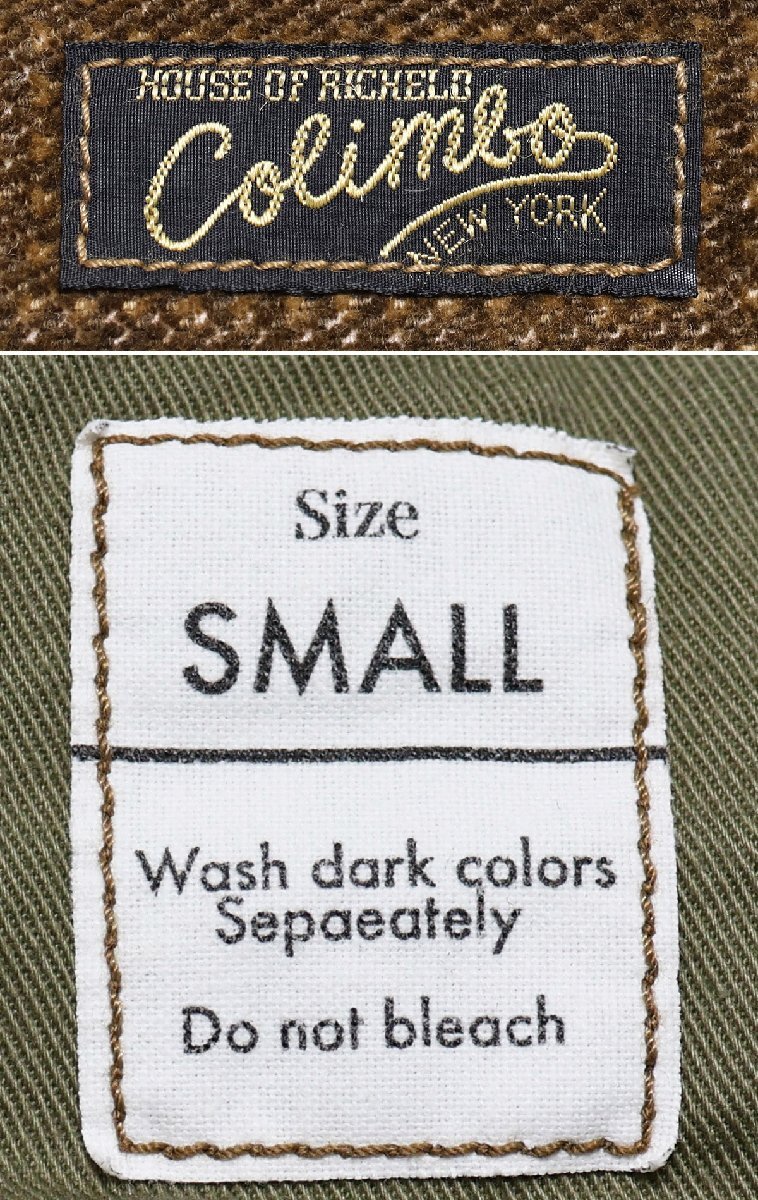 HOUSE OF RICHELD
Colimbo
NEW YORK
Size
SMALL
Wash dark colors
Sepaeately
Do not bleach